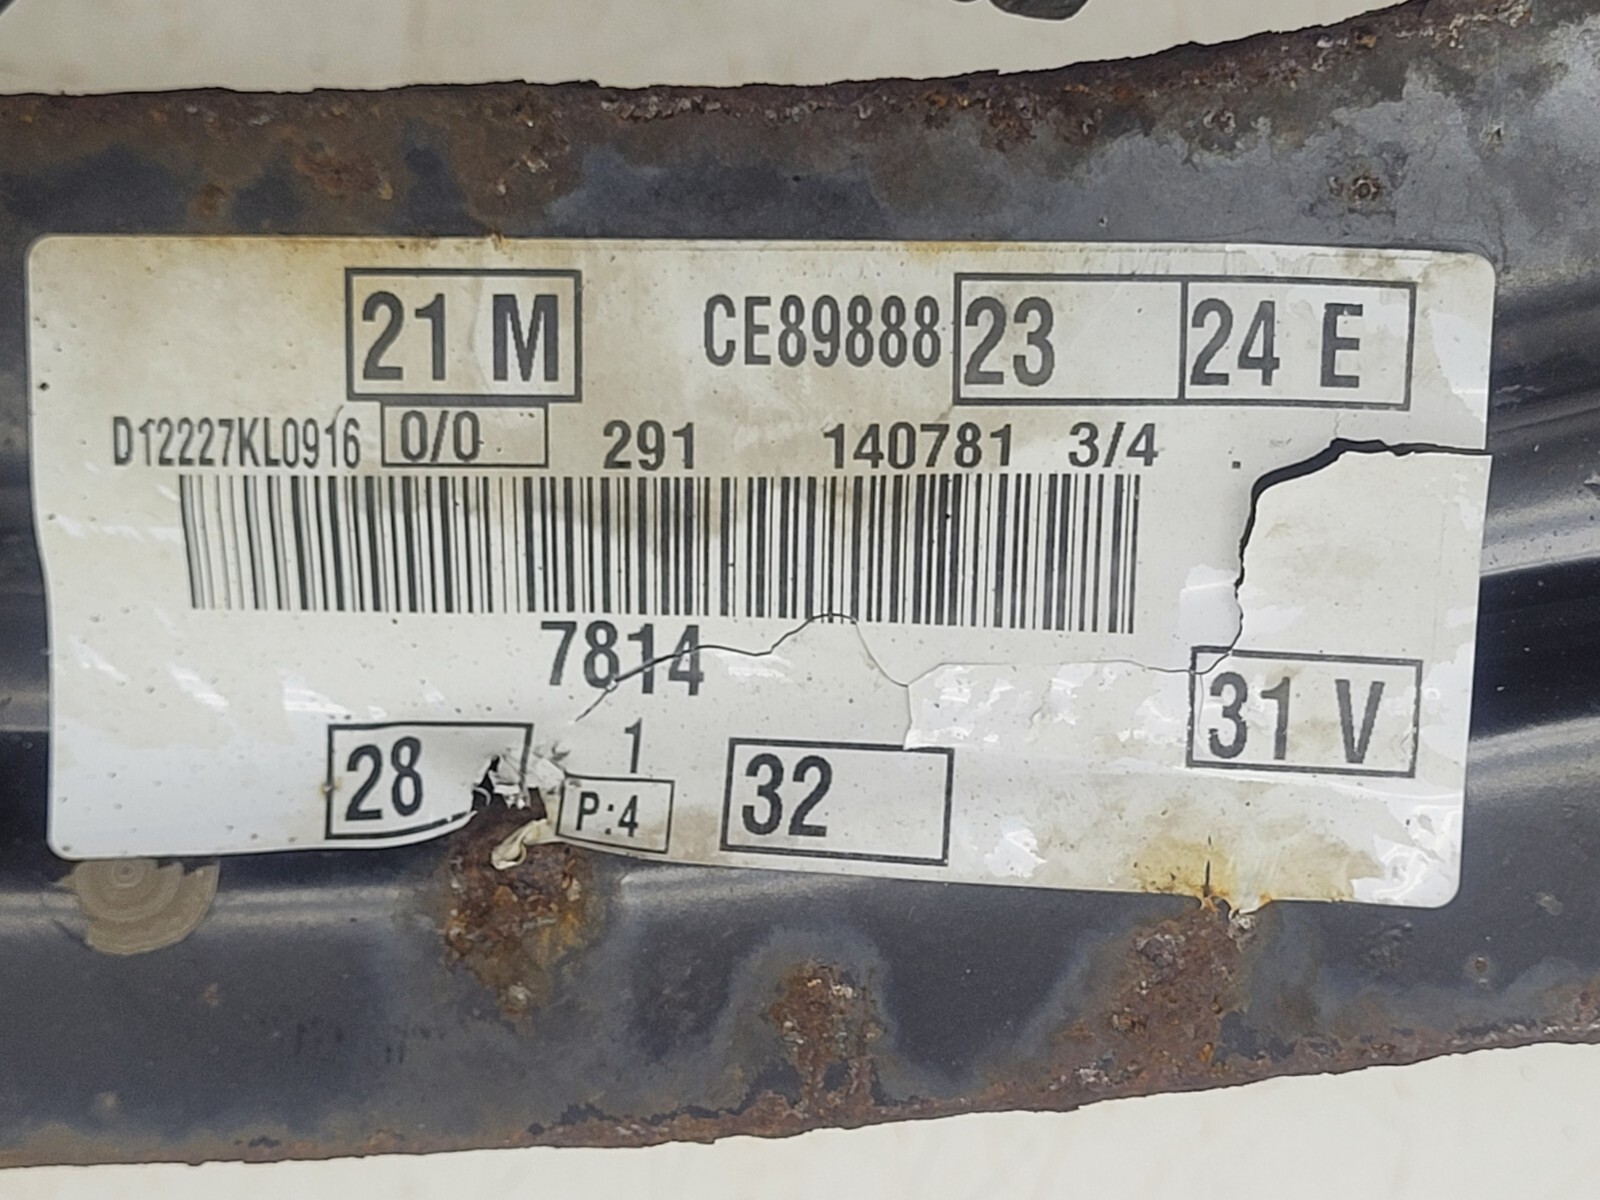 21 M CE89888 23 24 E
D12227KL0916 0/0 291 140781 3/4 .
7814
1
28 P:4 32 31 V